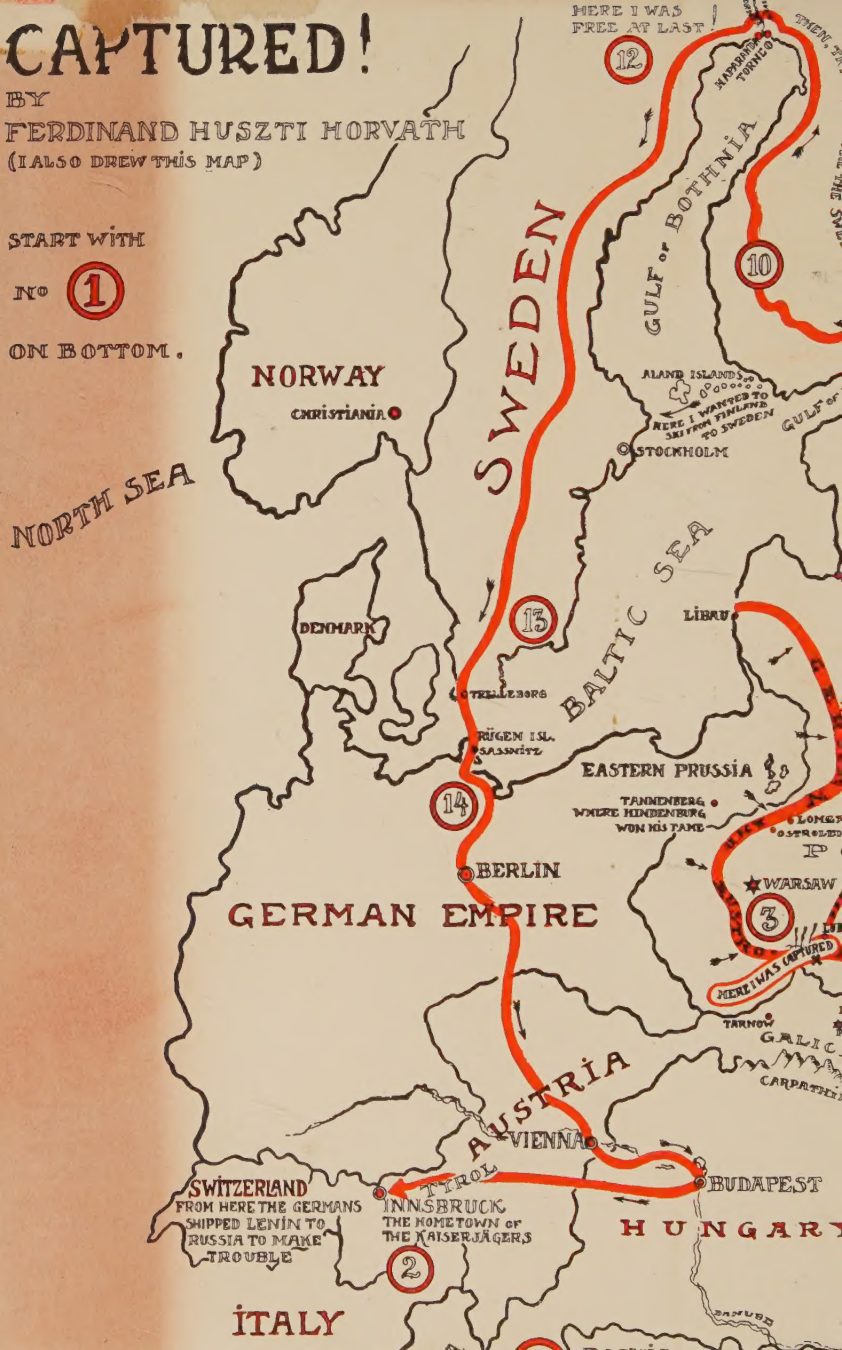 CAPTURED!
BY
FERDINAND HUSZTI HORVATH
(I ALSO DREW THIS MAP)
START WITH
No 1
ON BOTTOM.
HERE I WAS
FREE AT LAST!
12
HAPARANDA
TORNEO
THEN,
GULF OF BOTHNIA
10
SWEDEN
NORWAY
CHRISTIANIA
ALAND ISLANDS
HERE I WANTED TO
SKI FROM FINLAND
TO SWEDEN
GULF OF
STOCKHOLM
NORTH SEA
BALTIC SEA
DENMARK
13
LIBAU
TRELLEBORG
RÜGEN ISL.
SASSNITZ
EASTERN PRUSSIA
14
TANNENBERG
WHERE HINDENBURG
WON HIS FAME
BERLIN
WARSAW
GERMAN EMPIRE
3
HERE I WAS CAPTURED
TARNOW
AUSTRIA
VIENNA
TYROL
BUDAPEST
SWITZERLAND
FROM HERE THE GERMANS
SHIPPED LENIN TO
RUSSIA TO MAKE
TROUBLE
INNSBRUCK
THE HOMETOWN OF
THE KAISERJÄGERS
2
HUNGARY
ITALY
DANUBE